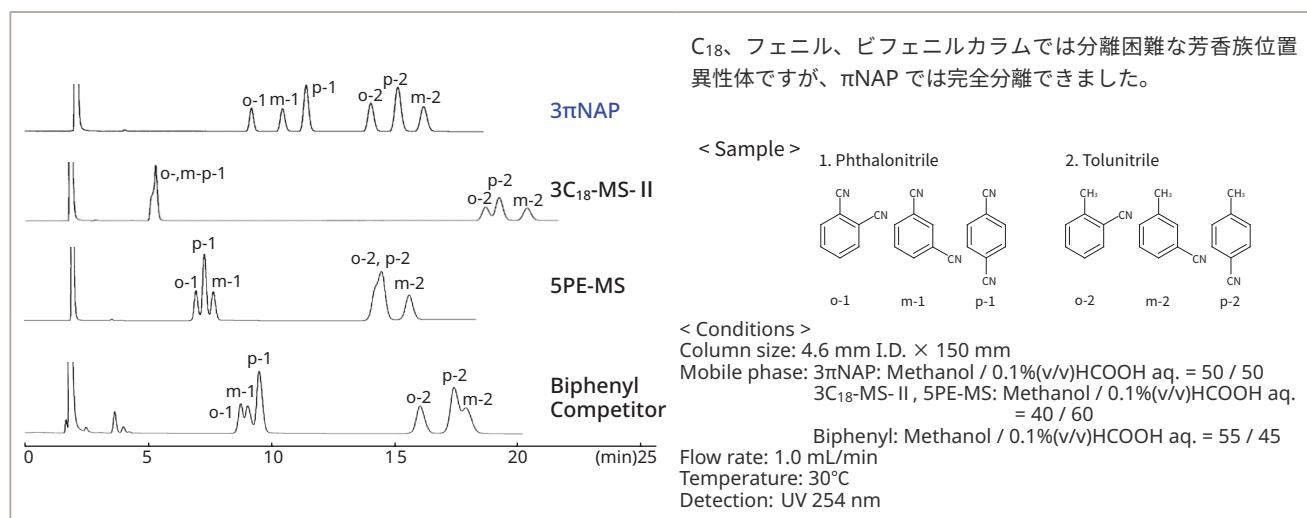 C₁₈、フェニル、ビフェニルカラムでは分離困難な芳香族位置
異性体ですが、πNAP では完全分離できました。
o-1
m-1
p-1
o-2
p-2
m-2
3πNAP
o-,m-p-1
o-2
p-2
m-2
3C₁₈-MS-Ⅱ
o-1
p-1
m-1
o-2, p-2
m-2
5PE-MS
o-1
m-1
p-1
o-2
p-2
m-2
Biphenyl
Competitor
0 5 10 15 20 (min)25
< Sample >
1. Phthalonitrile
2. Tolunitrile
CN
CN
CN
CN
CN
CN
CH₃
CN
CH₃
CN
CH₃
CN
o-1 m-1 p-1 o-2 m-2 p-2
< Conditions >
Column size: 4.6 mm I.D. × 150 mm
Mobile phase: 3πNAP: Methanol / 0.1%(v/v)HCOOH aq. = 50 / 50
3C₁₈-MS-Ⅱ, 5PE-MS: Methanol / 0.1%(v/v)HCOOH aq.
= 40 / 60
Biphenyl: Methanol / 0.1%(v/v)HCOOH aq. = 55 / 45
Flow rate: 1.0 mL/min
Temperature: 30℃
Detection: UV 254 nm